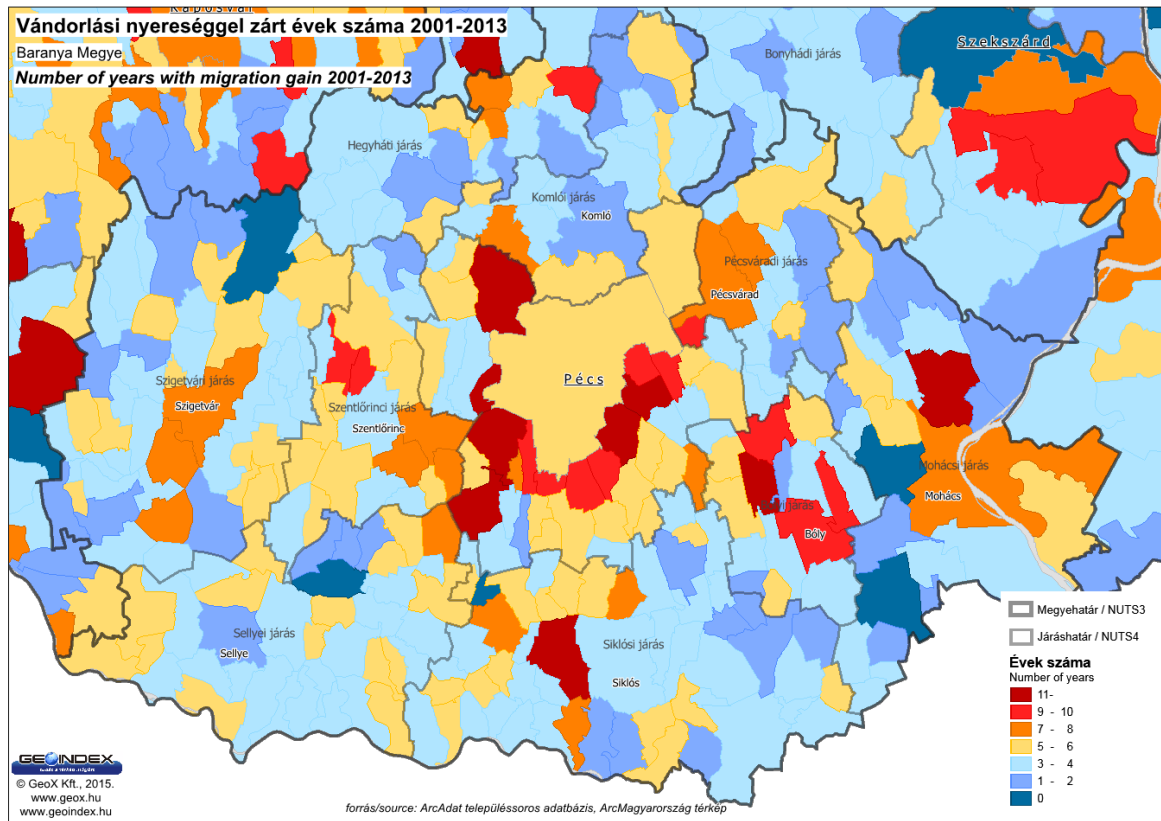 Kaposvár
Vándorlási nyereséggel zárt évek száma 2001-2013
Baranya Megye
Number of years with migration gain 2001-2013
Szekszárd
Bonyhádi járás
Hegyháti járás
Komlói járás
Komló
Pécsváradi járás
Pécsvárad
Pécs
Szigetvári járás
Szigetvár
Szentlőrinci járás
Szentlőrinc
Mohácsi járás
Mohács
járás
Bóly
Sellyei járás
Sellye
Siklósi járás
Siklós
Megyehatár / NUTS3
Járáshatár / NUTS4
Évek száma
Number of years
11-
9 - 10
7 - 8
5 - 6
3 - 4
1 - 2
0
GEOINDEX
© GeoX Kft., 2015.
www.geox.hu
www.geoindex.hu
forrás/source: ArcAdat településsoros adatbázis, ArcMagyarország térkép